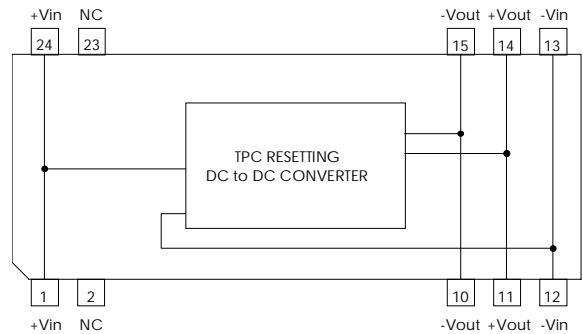 +Vin NC -Vout +Vout -Vin
24 23 15 14 13
TPC RESETTING
DC to DC CONVERTER
1 2 10 11 12
+Vin NC -Vout +Vout -Vin